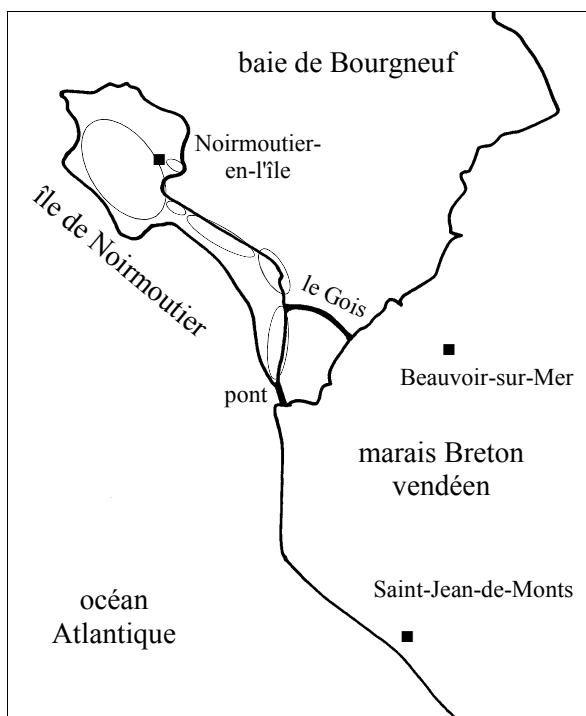 baie de Bourgneuf
Noirmoutier-
en-l'île
île de Noirmoutier
le Gois
pont
Beauvoir-sur-Mer
marais Breton
vendéen
Saint-Jean-de-Monts
océan
Atlantique